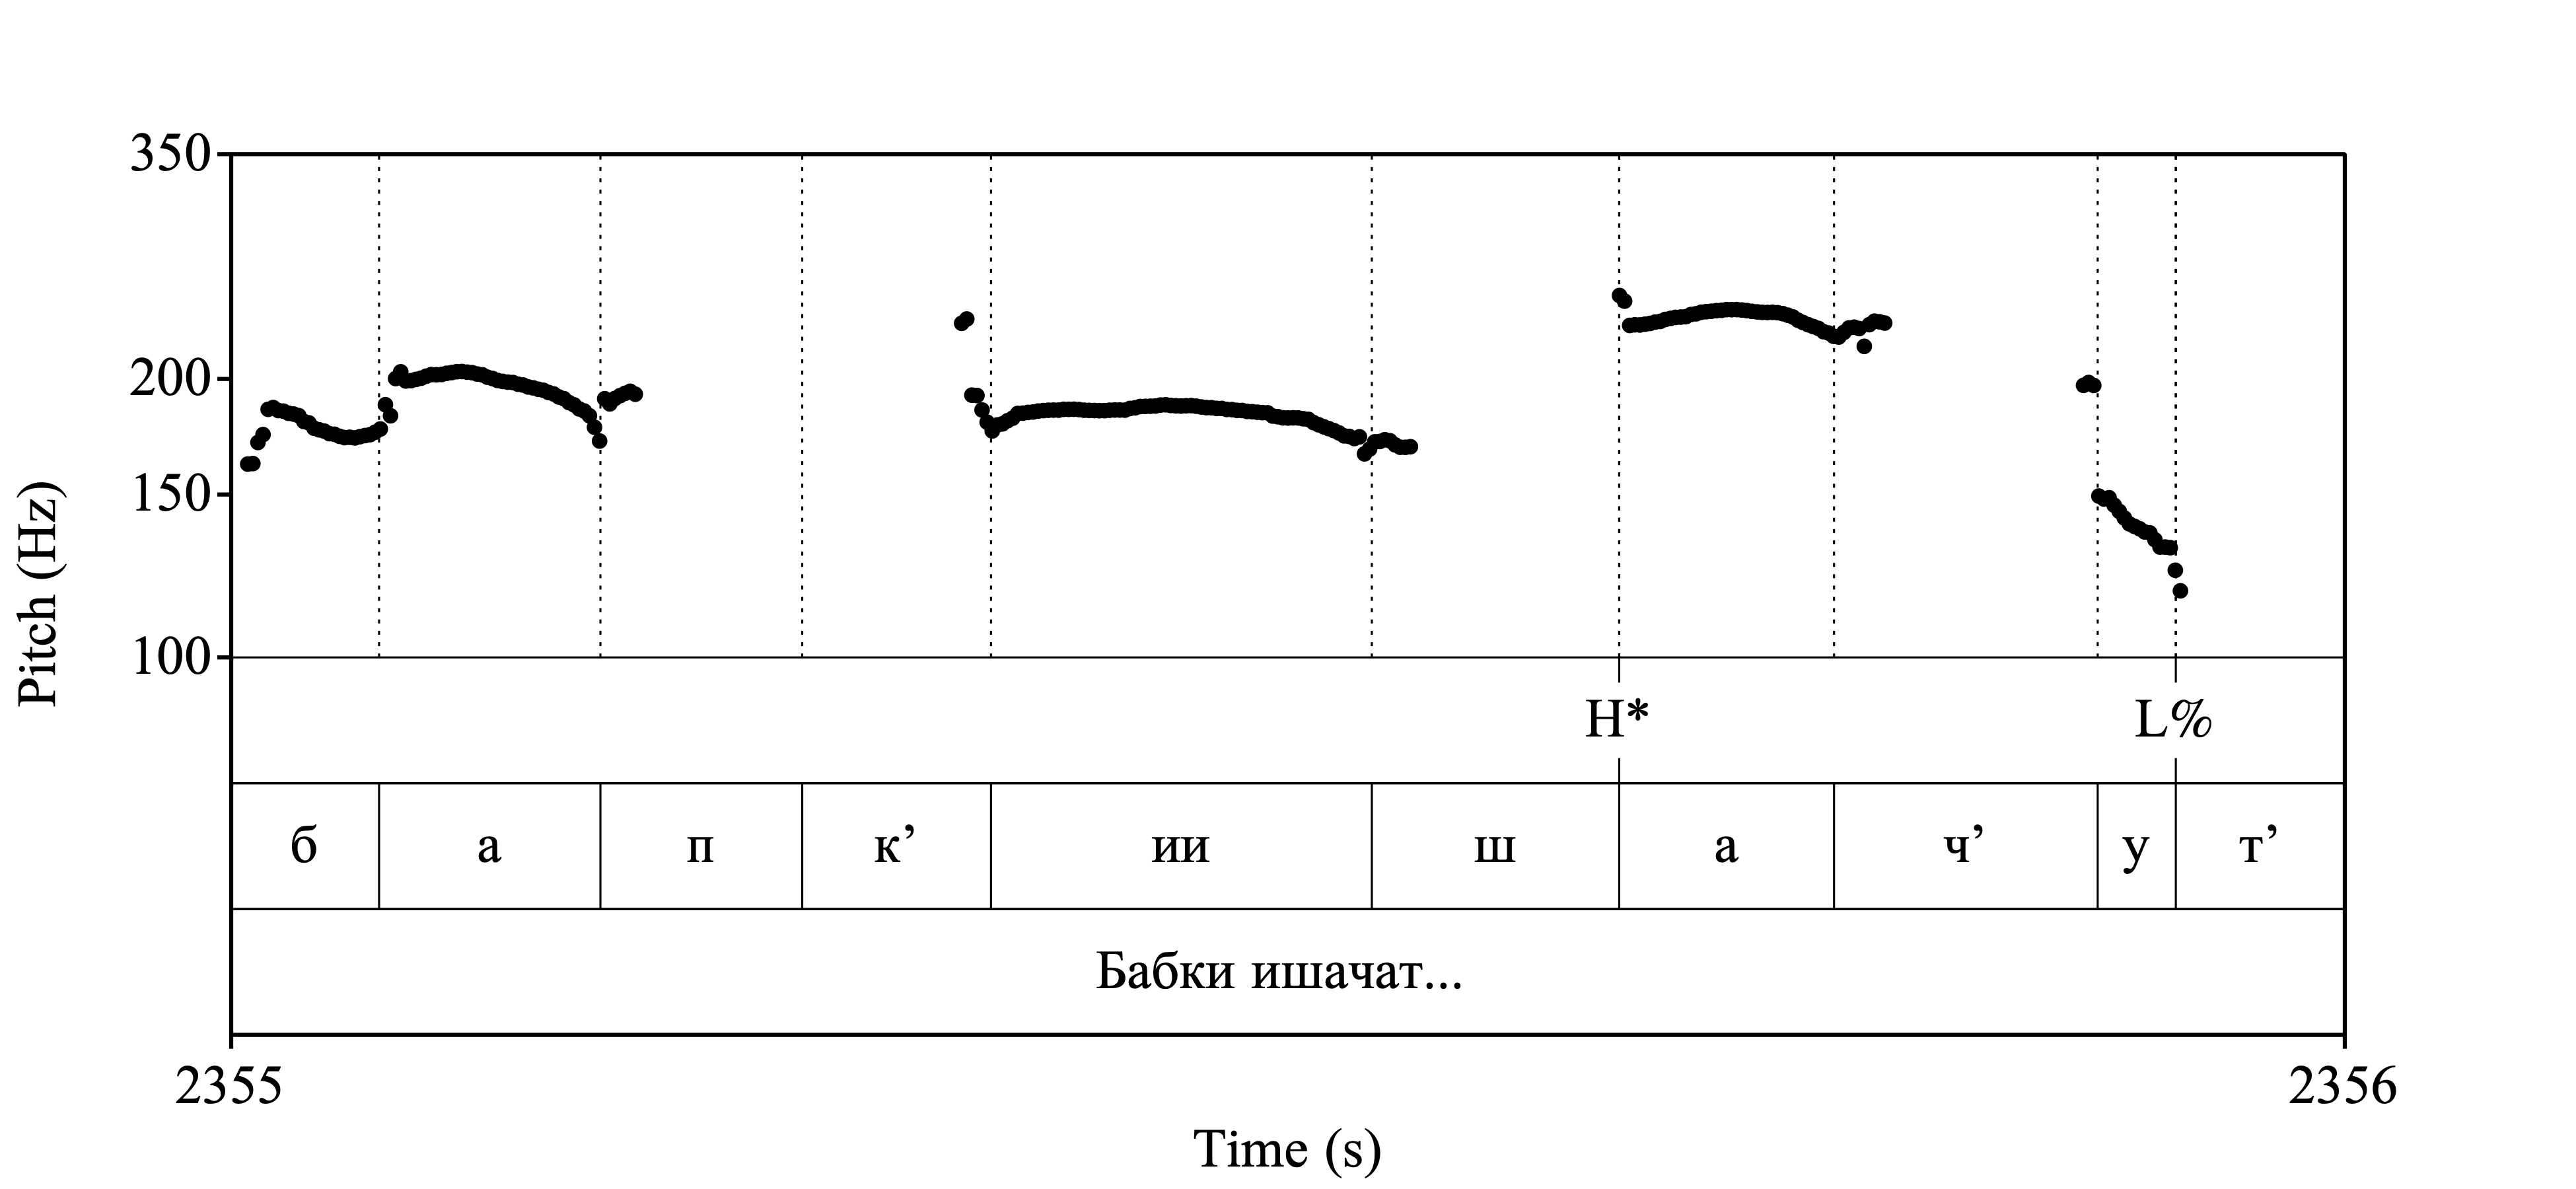 350
200
150
100
Pitch (Hz)
H* L%
б а п к’ ии ш а ч’ у т’
Бабки ишачат...
2355 2356
Time (s)